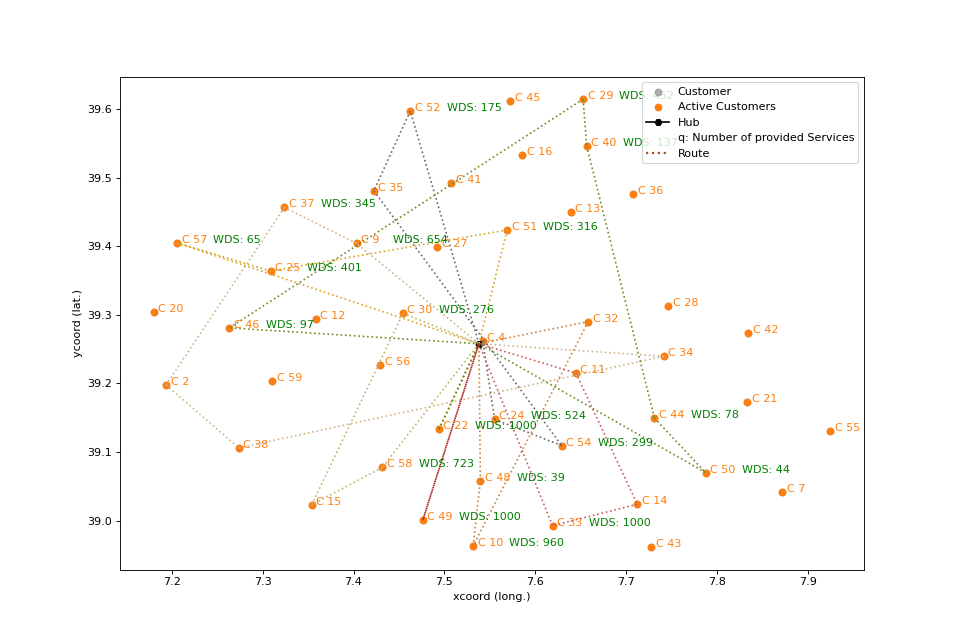 39.6
39.5
39.4
39.3
39.2
39.1
39.0
ycoord (lat.)
7.2
7.3
7.4
7.5
7.6
7.7
7.8
7.9
xcoord (long.)
Customer
Active Customers
Hub
q: Number of provided Services
Route
C 45
C 29
C 52 WDS: 175
C 40 WDS: 137
C 16
C 41
C 35
C 36
C 37 WDS: 345
C 13
C 51 WDS: 316
C 57 WDS: 65
C 9 WDS: 654
C 27
C 25 WDS: 401
C 28
C 20
C 30 WDS: 276
C 12
C 32
C 46 WDS: 97
C 42
C 4
C 34
C 56
C 11
C 59
C 2
C 21
C 24 WDS: 524
C 44 WDS: 78
C 22 WDS: 1000
C 55
C 54 WDS: 299
C 38
C 58 WDS: 723
C 50 WDS: 44
C 48 WDS: 39
C 7
C 15
C 14
C 49 WDS: 1000
C 33 WDS: 1000
C 10 WDS: 960
C 43